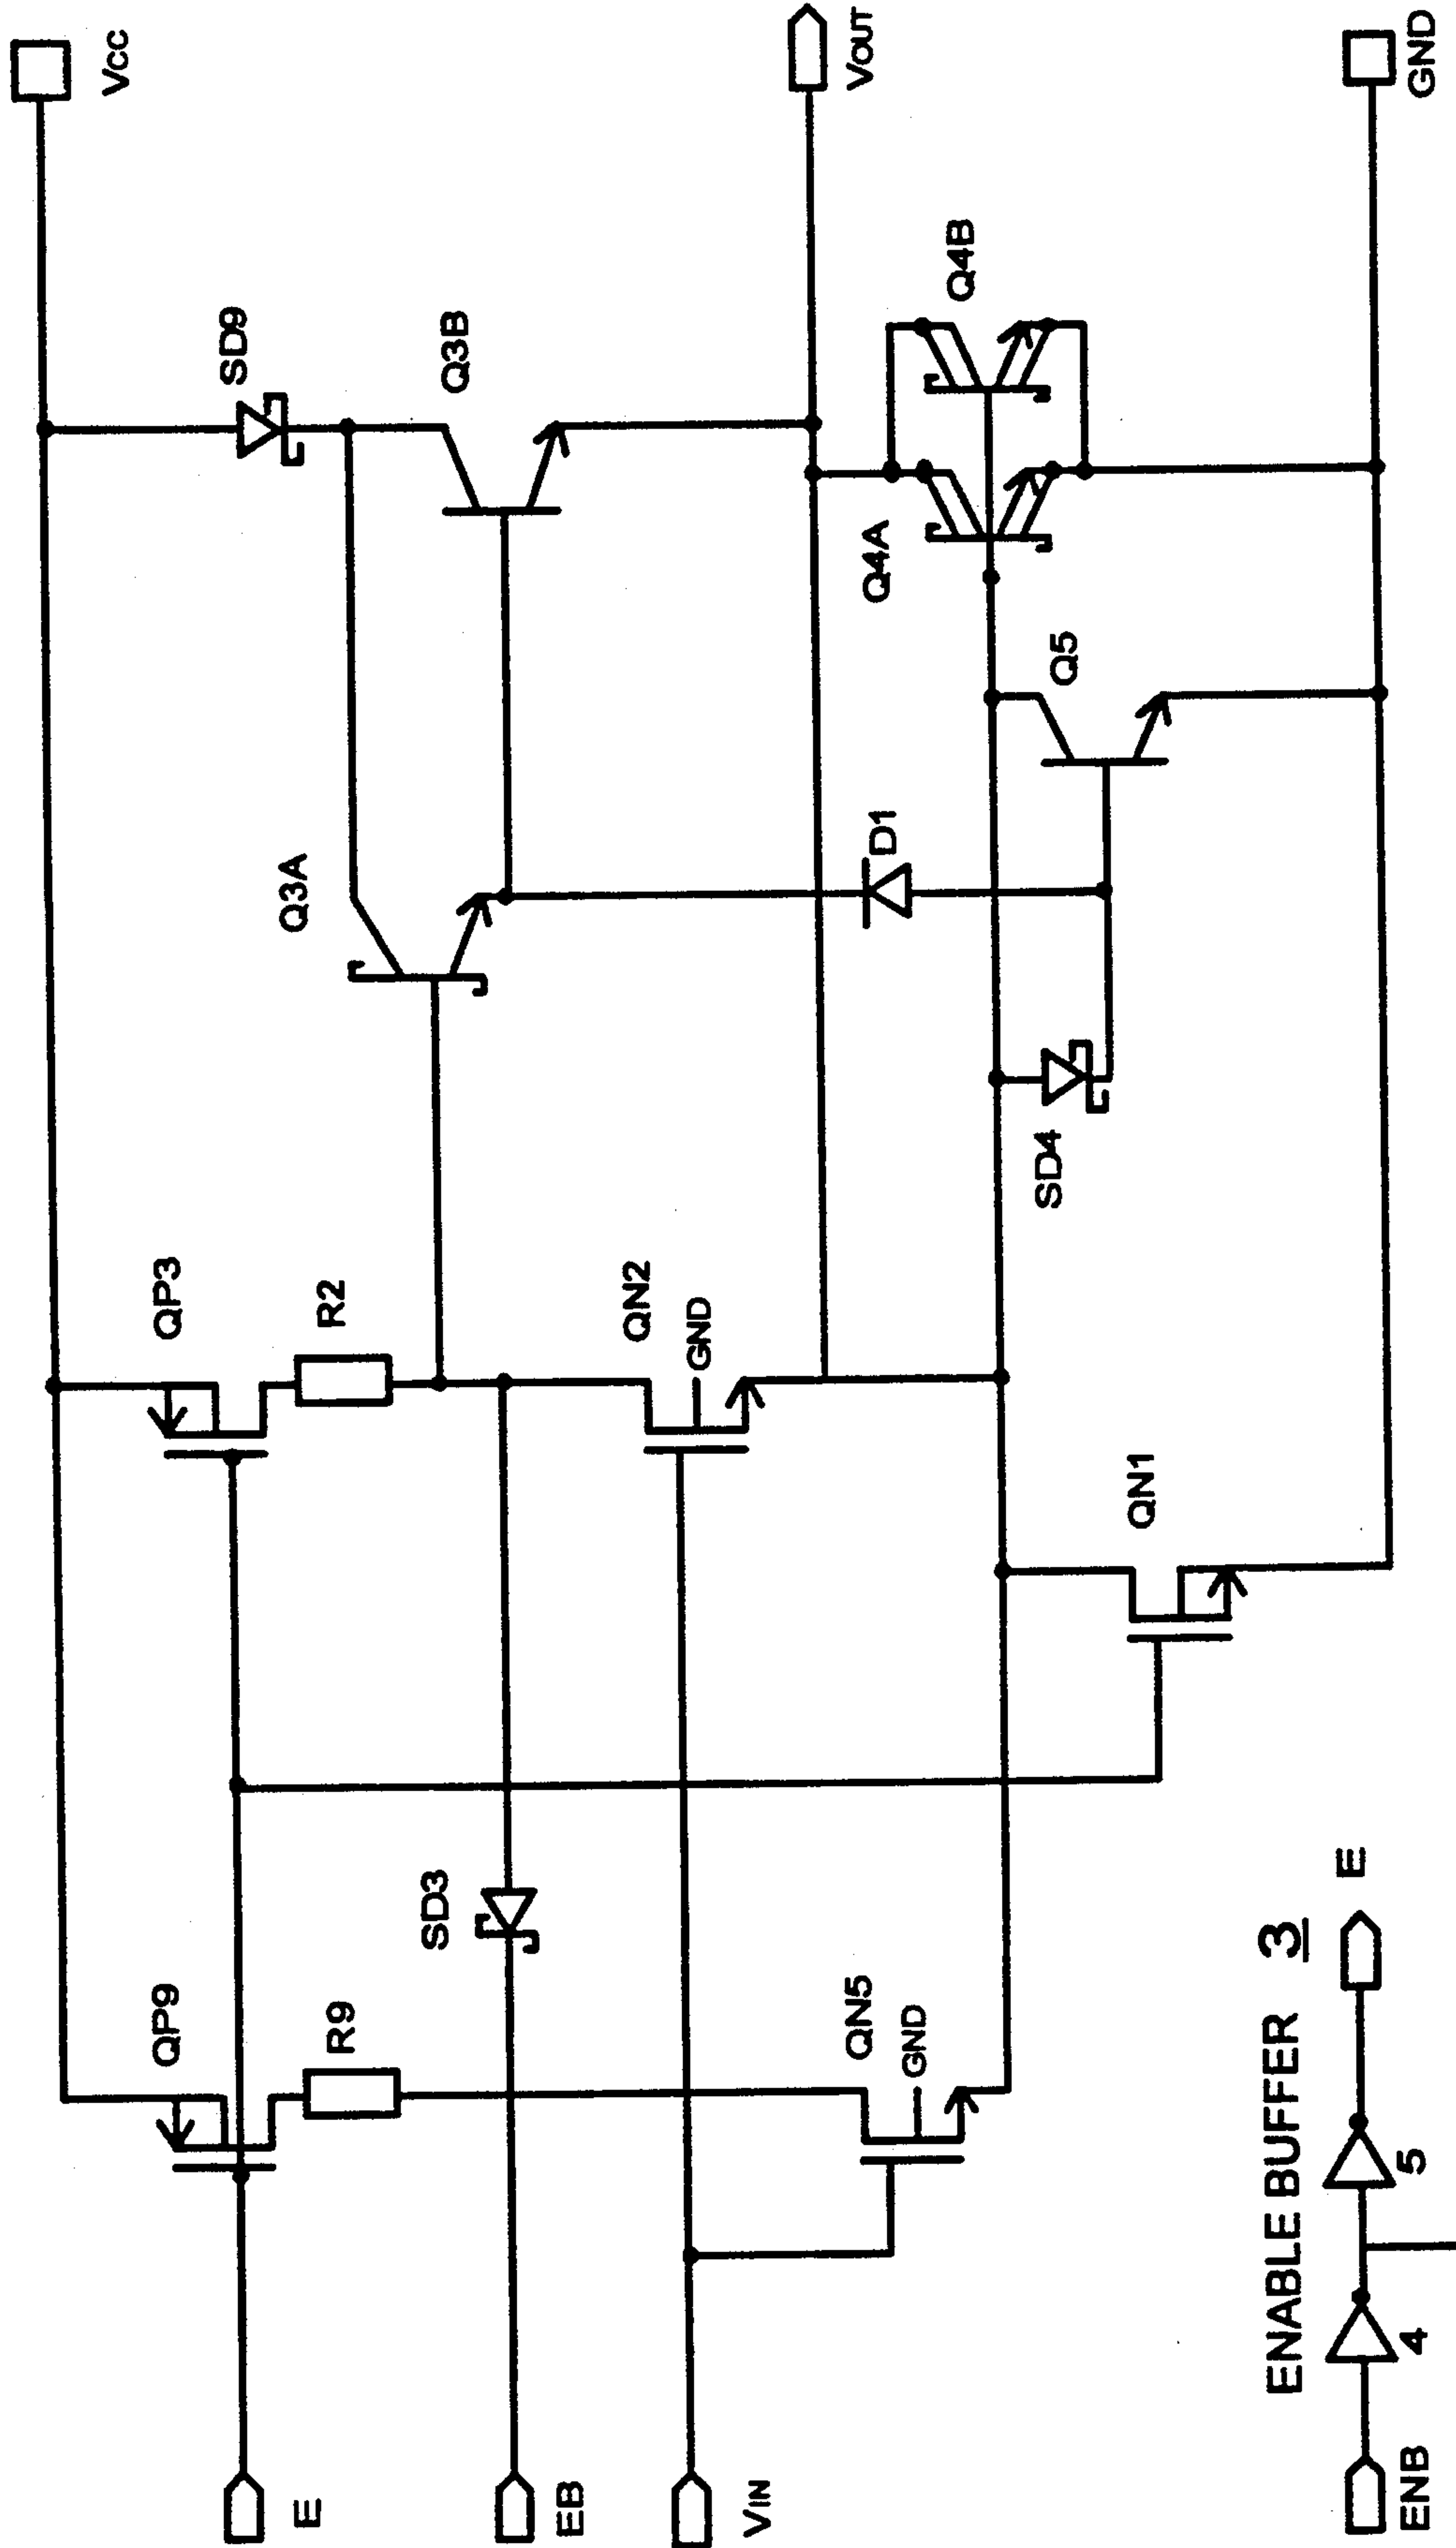 Vcc
SD9
Q3B
Q3A
QP3
R2
QP9
R9
SD3
QN2
GND
QN5
GND
D1
Q4A
Q4B
Q5
SD4
QN1
E
EB
VIN
VOUT
GND
ENABLE BUFFER 3
ENB
4
5
E